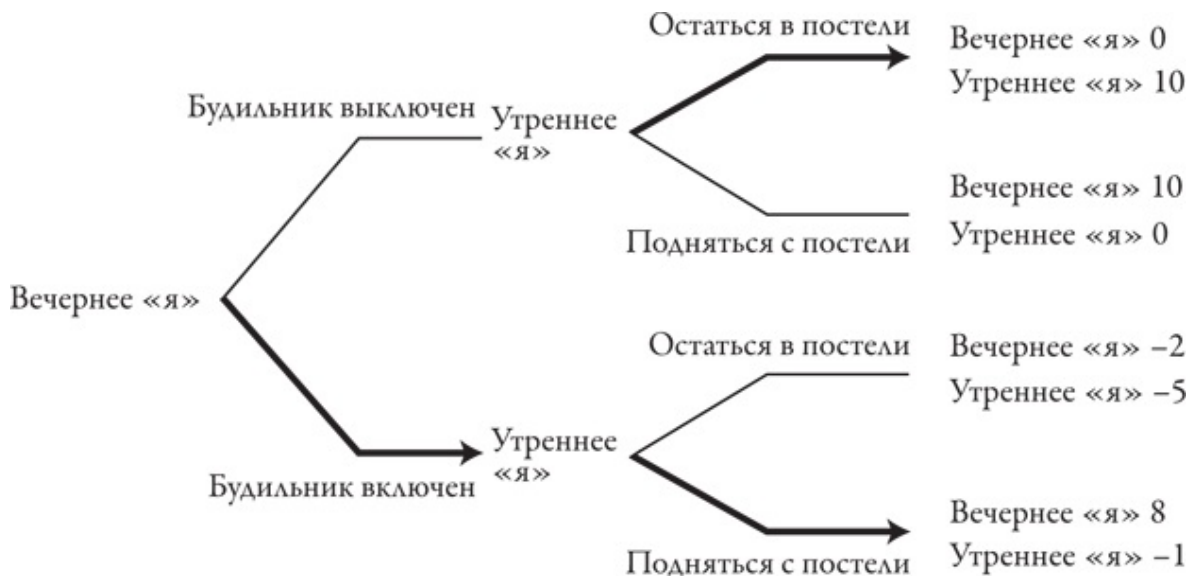 Остаться в постели
Вечернее «я» 0
Утреннее «я» 10
Будильник выключен
Утреннее
«я»
Вечернее «я» 10
Подняться с постели
Утреннее «я» 0
Вечернее «я»
Остаться в постели
Вечернее «я» –2
Утреннее «я» –5
Утреннее
«я»
Будильник включен
Вечернее «я» 8
Подняться с постели
Утреннее «я» –1